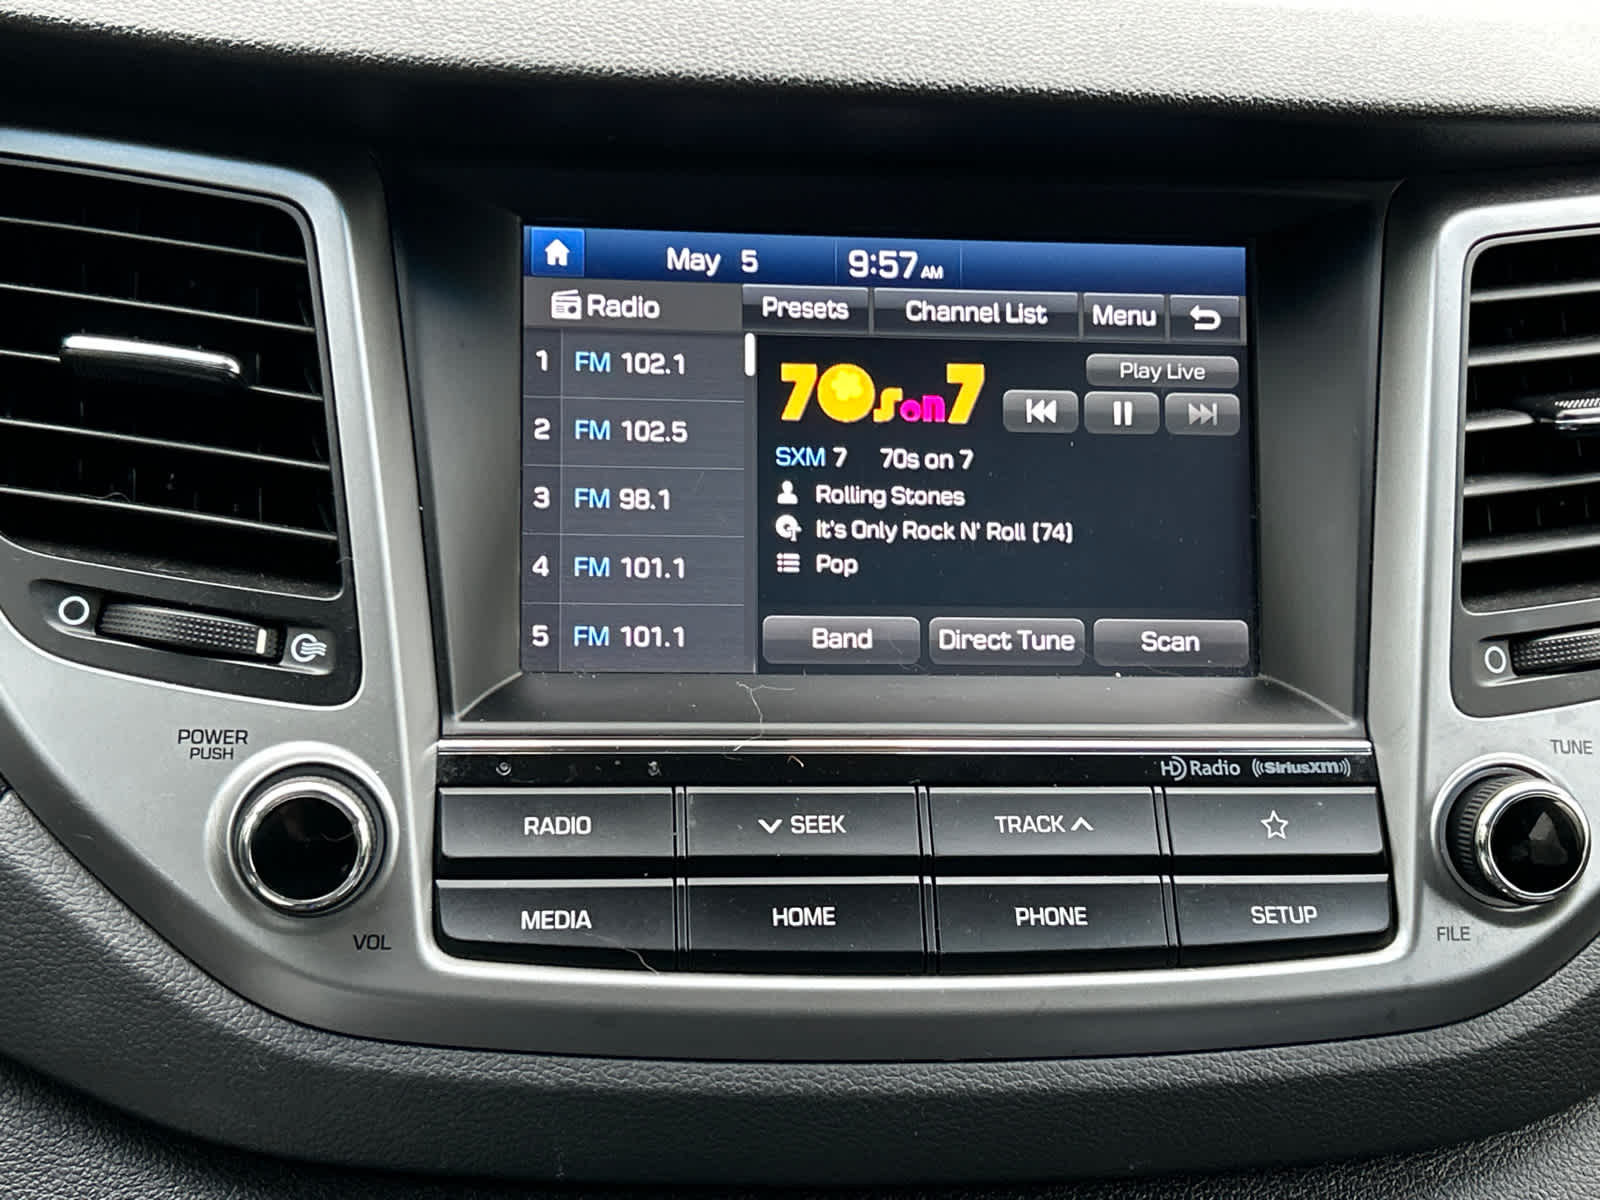 May 5 9:57 AM
Radio Presets Channel List Menu
1 FM 102.1
2 FM 102.5
3 FM 98.1
4 FM 101.1
5 FM 101.1
70s on 7
Play Live
SXM 7 70s on 7
Rolling Stones
It's Only Rock N' Roll (74)
Pop
Band Direct Tune Scan
POWER
PUSH
VOL
HD Radio ((SiriusXM))
RADIO SEEK TRACK
MEDIA HOME PHONE SETUP
TUNE
FILE